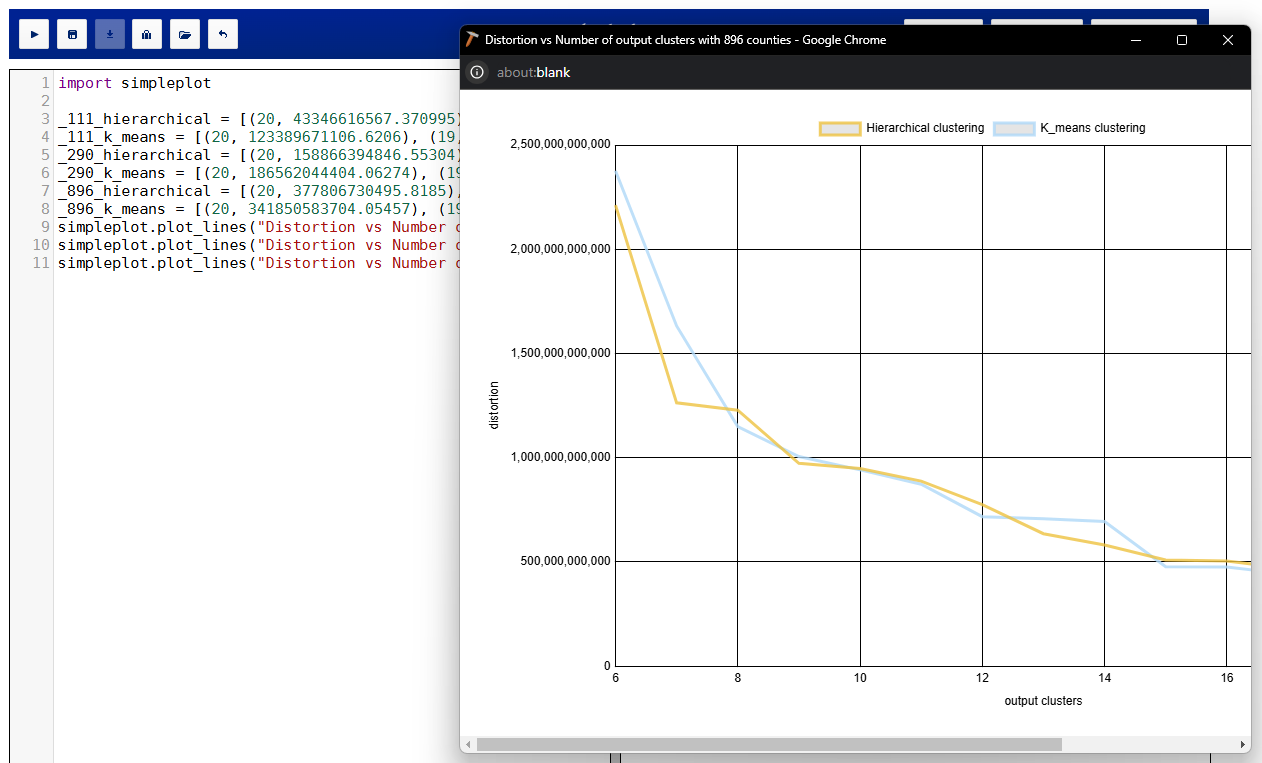 Distortion vs Number of output clusters with 896 counties - Google Chrome
about:blank
1 import simpleplot
2
3 _111_hierarchical = [(20, 43346616567.370995)
4 _111_k_means = [(20, 123389671106.6206), (19,
5 _290_hierarchical = [(20, 158866394846.55304)
6 _290_k_means = [(20, 186562044404.06274), (19
7 _896_hierarchical = [(20, 377806730495.8185),
8 _896_k_means = [(20, 341850583704.05457), (19
9 simpleplot.plot_lines("Distortion vs Number o
10 simpleplot.plot_lines("Distortion vs Number o
11 simpleplot.plot_lines("Distortion vs Number o
Hierarchical clustering K_means clustering
2,500,000,000,000
2,000,000,000,000
1,500,000,000,000
1,000,000,000,000
500,000,000,000
0
distortion
6 8 10 12 14 16
output clusters